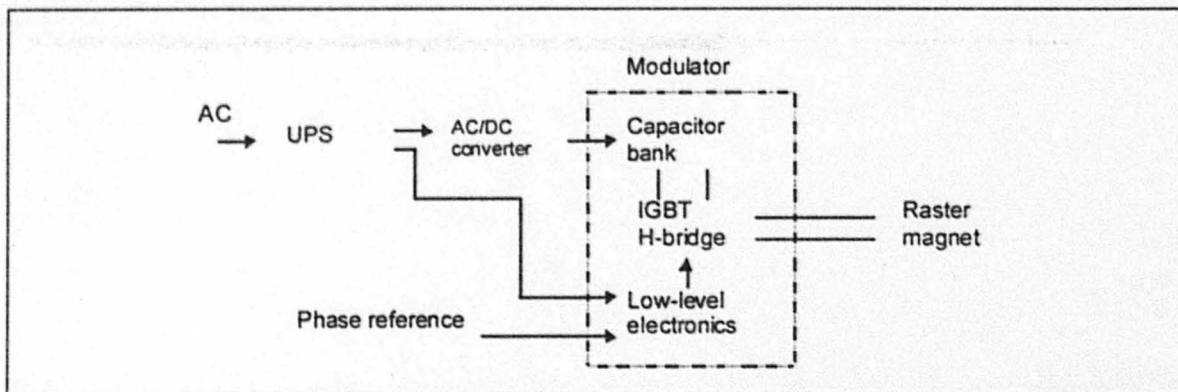 Modulator
AC
UPS
AC/DC
converter
Capacitor
bank
IGBT
H-bridge
Raster
magnet
Low-level
electronics
Phase reference